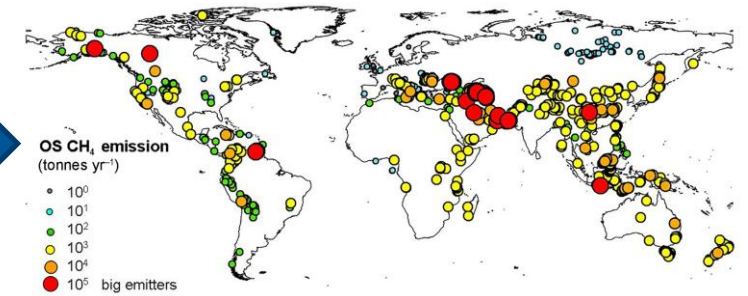 OS CH₄ emission
(tonnes yr⁻¹)
10⁰
10¹
10²
10³
10⁴
10⁵ big emitters